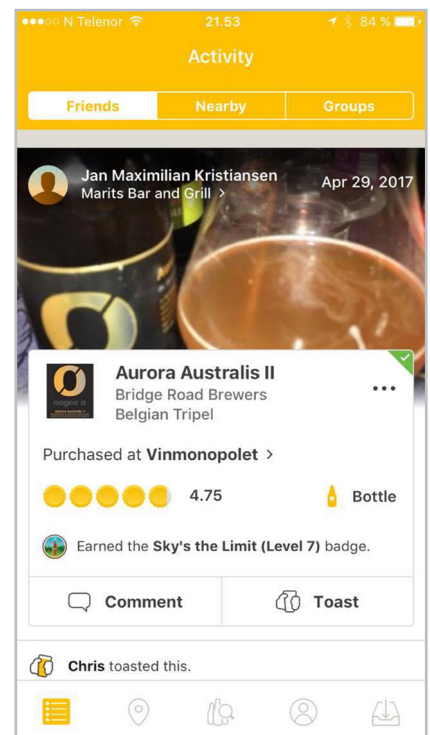 N Telenor 21.53 84 %
Activity
Friends Nearby Groups
Jan Maximilian Kristiansen
Marits Bar and Grill >
Apr 29, 2017
nøgne ø
Aurora Australis II
Bridge Road Brewers
Belgian Tripel
Purchased at Vinmonopolet >
4.75
Bottle
Earned the Sky's the Limit (Level 7) badge.
Comment
Toast
Chris toasted this.